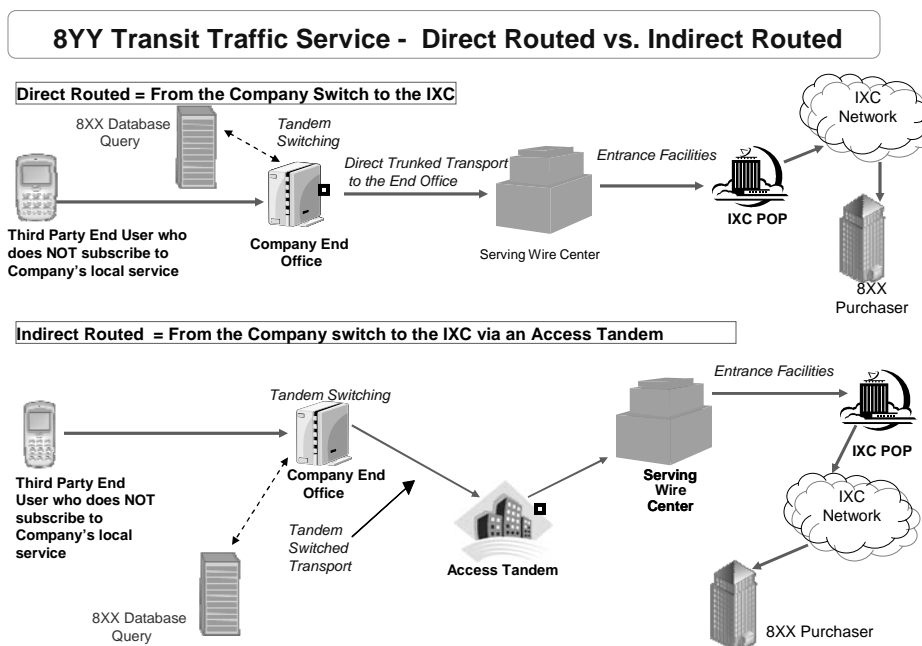 8YY Transit Traffic Service - Direct Routed vs. Indirect Routed
Direct Routed = From the Company Switch to the IXC
8XX Database
Query
Tandem
Switching
Direct Trunked Transport
to the End Office
Entrance Facilities
IXC
Network
IXC POP
Third Party End User who
does NOT subscribe to
Company's local service
Company End
Office
Serving Wire Center
8XX
Purchaser
Indirect Routed = From the Company switch to the IXC via an Access Tandem
Tandem Switching
Entrance Facilities
IXC POP
Third Party End
User who does NOT
subscribe to
Company's local
service
Company End
Office
Serving
Wire
Center
IXC
Network
Tandem
Switched
Transport
Access Tandem
8XX Database
Query
8XX Purchaser